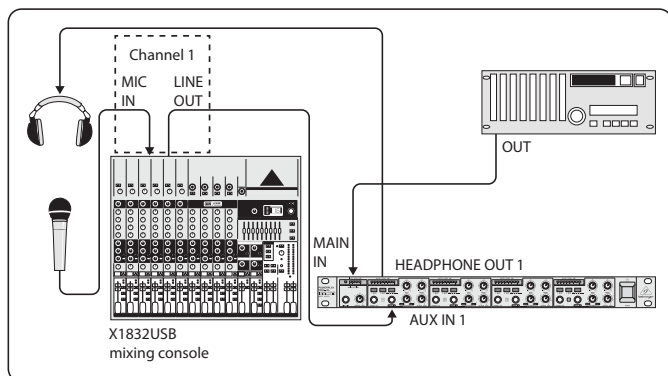 Channel 1
MIC
IN
LINE
OUT
OUT
MAIN
IN
HEADPHONE OUT 1
AUX IN 1
X1832USB
mixing console